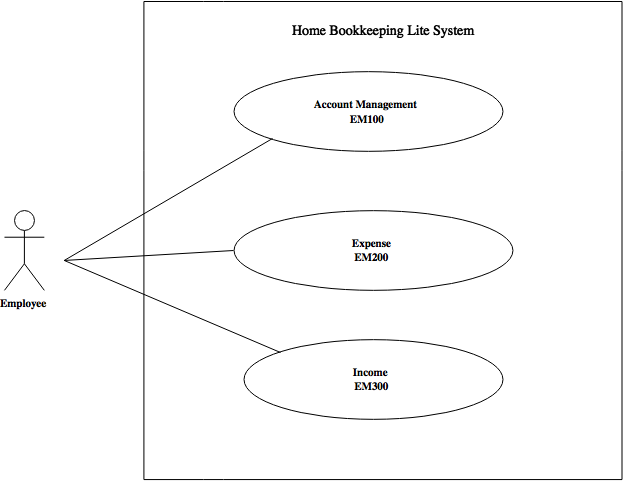 Home Bookkeeping Lite System
Account Management
EM100
Expense
EM200
Employee
Income
EM300